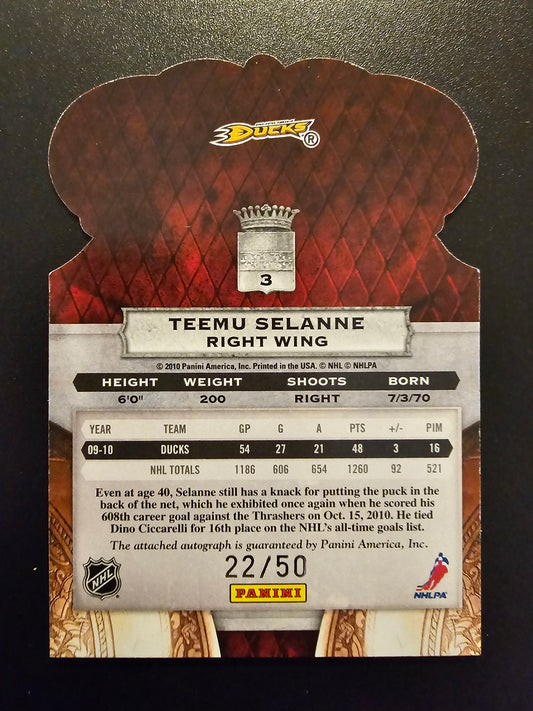 DUCKS®
3
TEEMU SELANNE
RIGHT WING
© 2010 Panini America, Inc. Printed in the USA. © NHL © NHLPA
HEIGHT WEIGHT SHOOTS BORN
6'0" 200 RIGHT 7/3/70
YEAR TEAM GP G A PTS +/- PIM
09-10 DUCKS 54 27 21 48 3 16
NHL TOTALS 1186 606 654 1260 92 521
Even at age 40, Selanne still has a knack for putting the puck in the
back of the net, which he exhibited once again when he scored his
608th career goal against the Thrashers on Oct. 15, 2010. He tied
Dino Ciccarelli for 16th place on the NHL's all-time goals list.
The attached autograph is guaranteed by Panini America, Inc.
22/50
NHL
PANINI
NHLPA